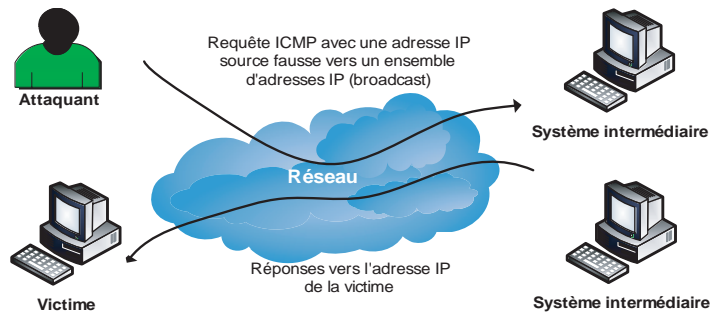 Requête ICMP avec une adresse IP
source fausse vers un ensemble
d'adresses IP (broadcast)
Attaquant
Système intermédiaire
Réseau
Réponses vers l'adresse IP
de la victime
Victime
Système intermédiaire